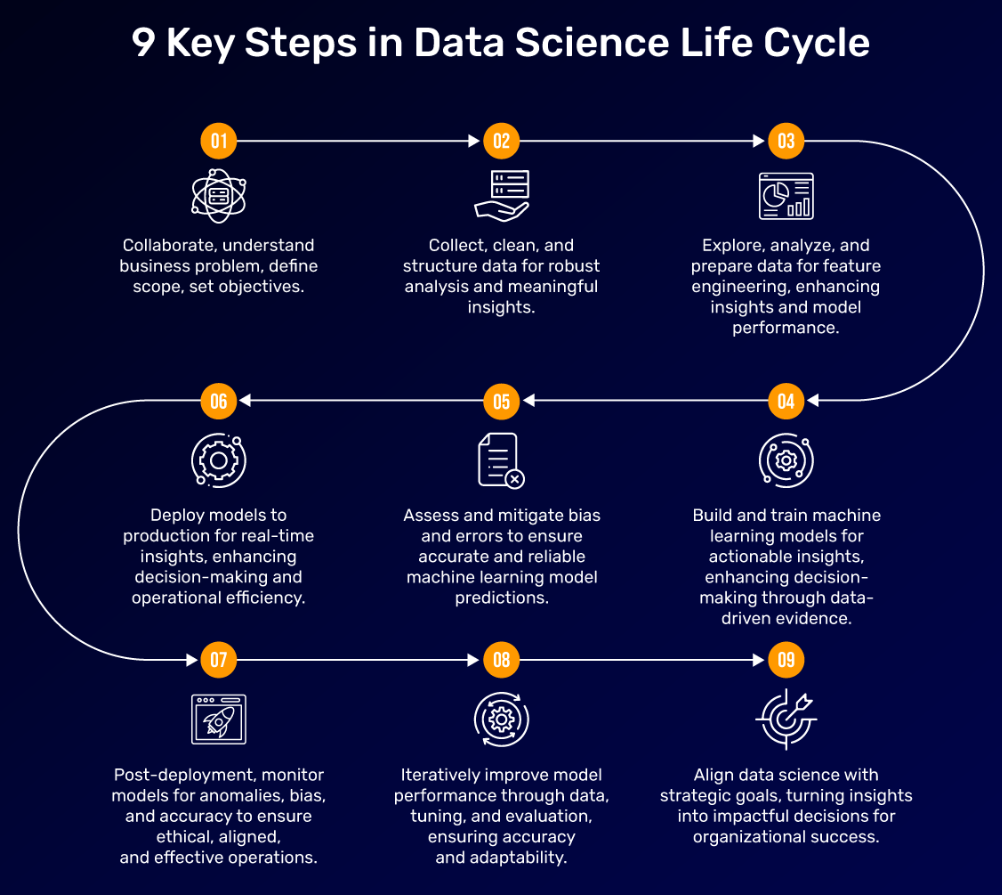 9 Key Steps in Data Science Life Cycle
01
Collaborate, understand
business problem, define
scope, set objectives.
02
Collect, clean, and
structure data for robust
analysis and meaningful
insights.
03
Explore, analyze, and
prepare data for feature
engineering, enhancing
insights and model
performance.
04
Build and train machine
learning models for
actionable insights,
enhancing decision-
making through data-
driven evidence.
05
Assess and mitigate bias
and errors to ensure
accurate and reliable
machine learning model
predictions.
06
Deploy models to
production for real-time
insights, enhancing
decision-making and
operational efficiency.
07
Post-deployment, monitor
models for anomalies, bias,
and accuracy to ensure
ethical, aligned,
and effective operations.
08
Iteratively improve model
performance through data,
tuning, and evaluation,
ensuring accuracy
and adaptability.
09
Align data science with
strategic goals, turning insights
into impactful decisions for
organizational success.